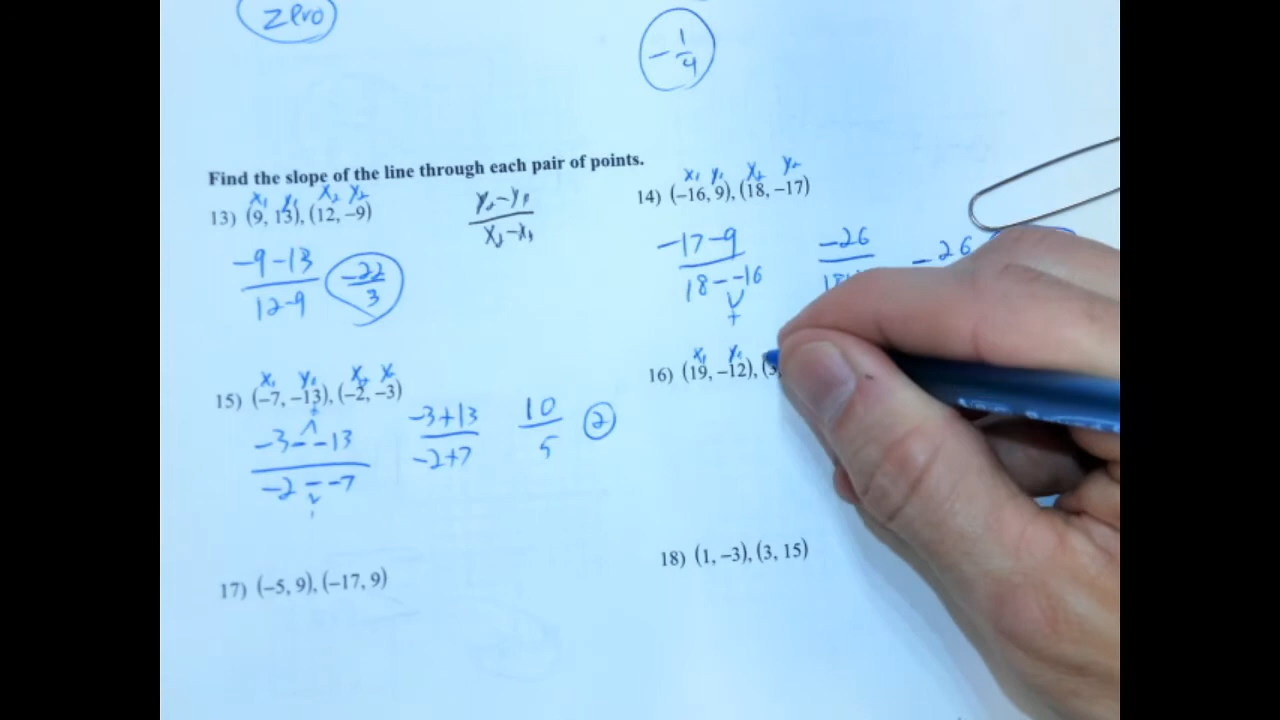 zero
- 1/4
Find the slope of the line through each pair of points.
x₁ y₁ x₂ y₂
13) (9, 13), (12, −9)
y₂-y₁
x₂-x₁
-9-13
12-9
-22
3
x₁ y₁ x₂ y₂
14) (−16, 9), (18, −17)
-17-9
18--16
+
-26
-26
x₁ y₁ x₂
15) (−7, −13), (−2, −3)
+
-3--13
-2--7
-3+13
-2+7
10
5
2
x₁ y₁
16) (19, −12), (3,
17) (−5, 9), (−17, 9)
18) (1, −3), (3, 15)